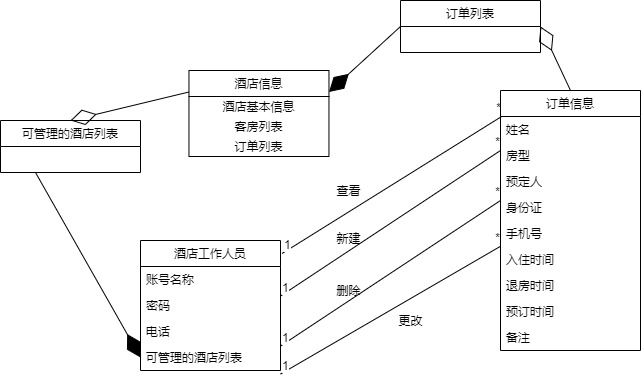 订单列表
酒店信息
酒店基本信息
客房列表
订单列表
可管理的酒店列表
订单信息
姓名
房型
预定人
身份证
手机号
入住时间
退房时间
预订时间
备注
酒店工作人员
账号名称
密码
电话
可管理的酒店列表
1
查看
*
1
新建
*
1
删除
*
1
更改
*